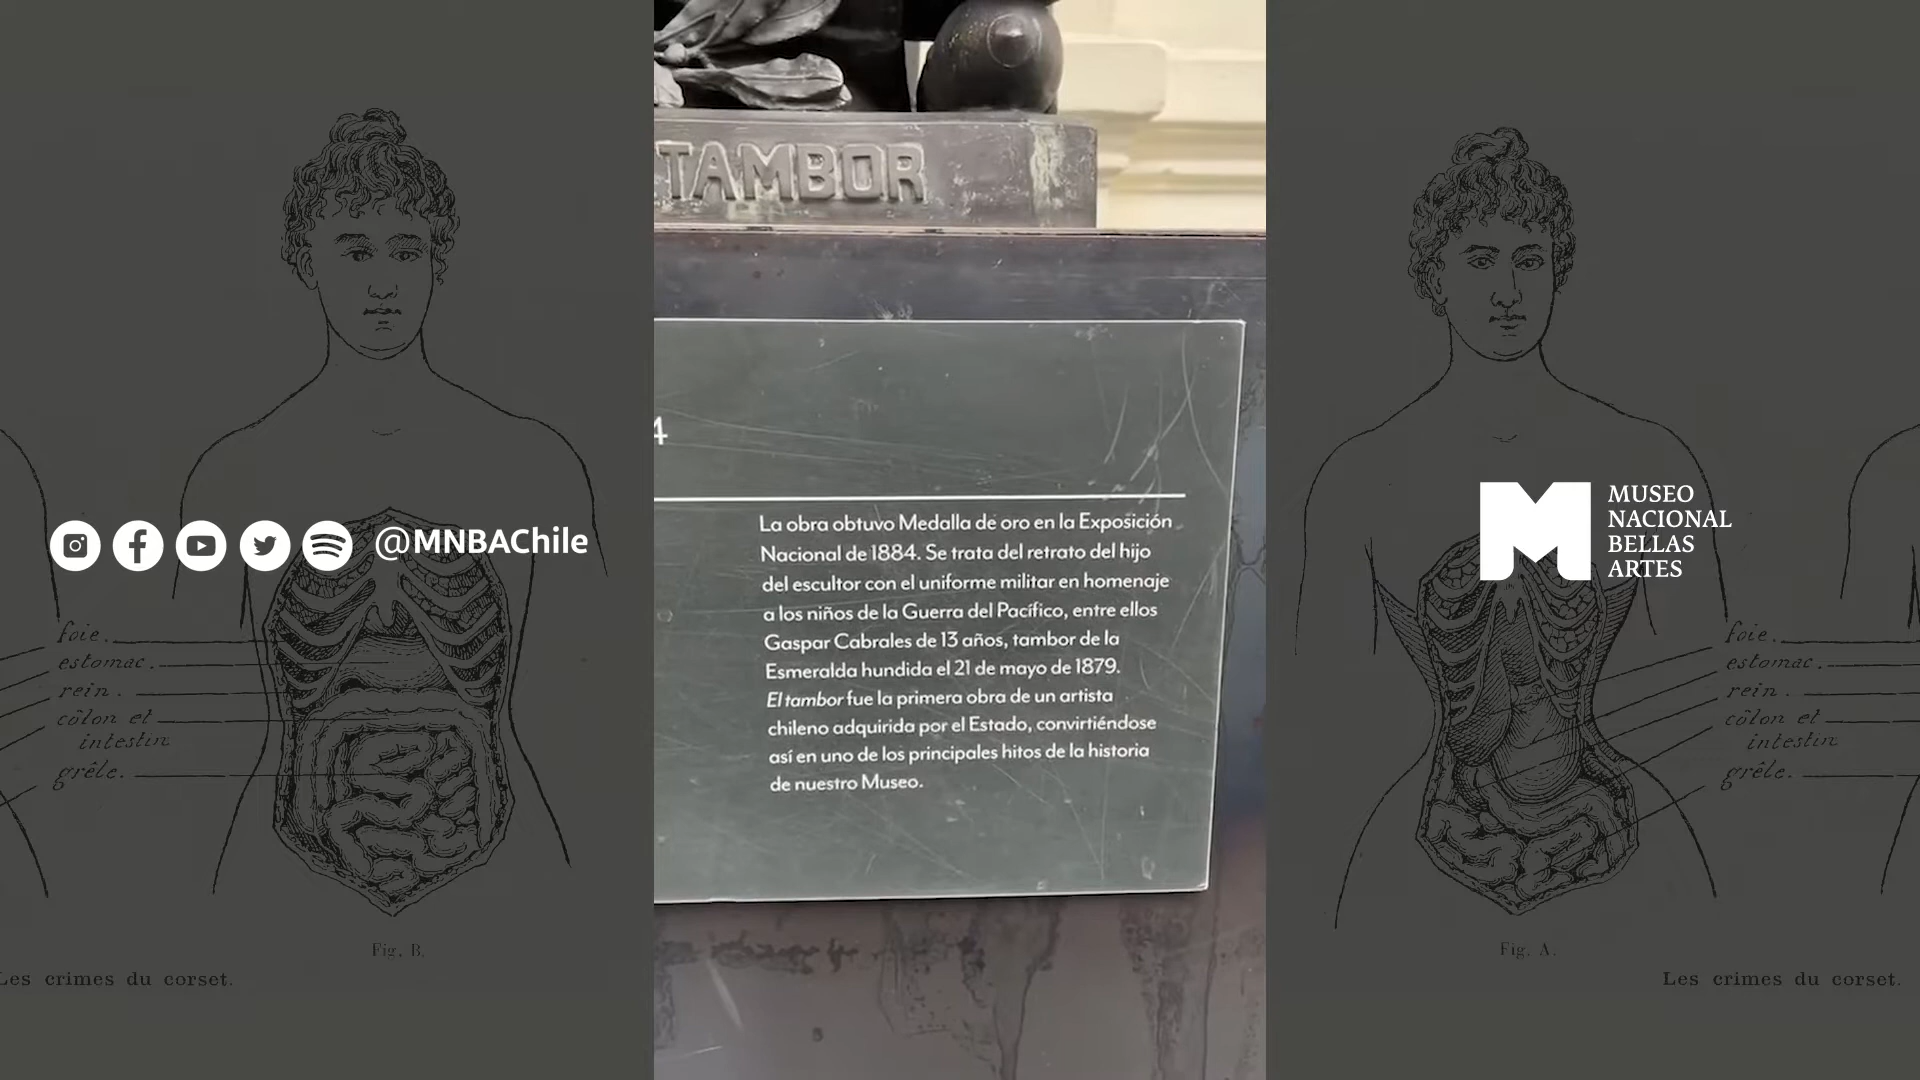 @MNBAChile
foie.
estomac.
rein.
côlon et
intestin
grêle.
Fig. B.
Les crimes du corset.
TAMBOR
4
La obra obtuvo Medalla de oro en la Exposición
Nacional de 1884. Se trata del retrato del hijo
del escultor con el uniforme militar en homenaje
a los niños de la Guerra del Pacífico, entre ellos
Gaspar Cabrales de 13 años, tambor de la
Esmeralda hundida el 21 de mayo de 1879.
El tambor fue la primera obra de un artista
chileno adquirida por el Estado, convirtiéndose
así en uno de los principales hitos de la historia
de nuestro Museo.
MUSEO
NACIONAL
BELLAS
ARTES
foie.
estomac.
rein.
côlon et
intestin
grêle.
Fig. A.
Les crimes du corset.